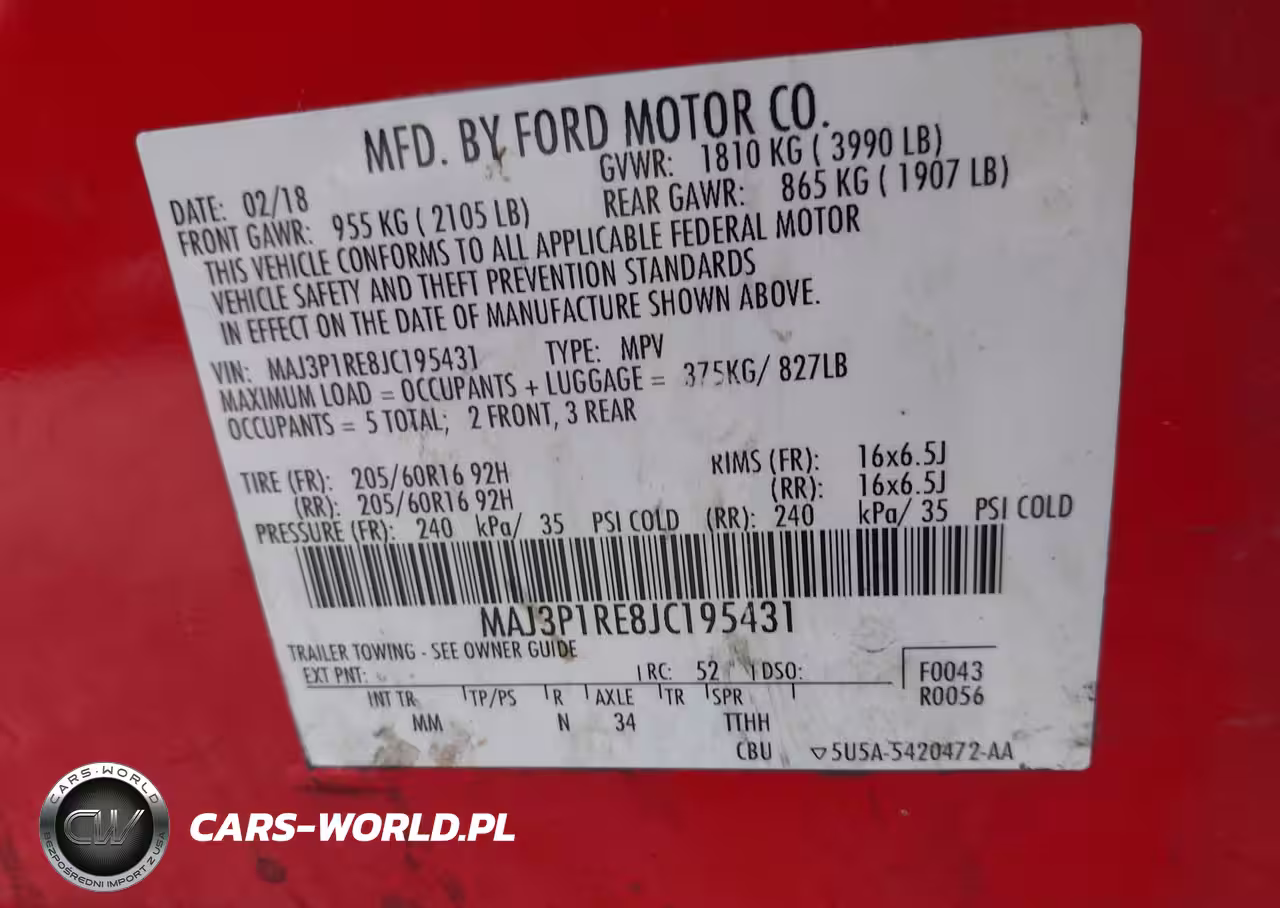 MFD. BY FORD MOTOR CO.
DATE: 02/18 GVWR: 1810 KG ( 3990 LB)
FRONT GAWR: 955 KG ( 2105 LB) REAR GAWR: 865 KG ( 1907 LB)
THIS VEHICLE CONFORMS TO ALL APPLICABLE FEDERAL MOTOR
VEHICLE SAFETY AND THEFT PREVENTION STANDARDS
IN EFFECT ON THE DATE OF MANUFACTURE SHOWN ABOVE.
VIN: MAJ3P1RE8JC195431 TYPE: MPV
MAXIMUM LOAD = OCCUPANTS + LUGGAGE = 375KG/ 827LB
OCCUPANTS = 5 TOTAL; 2 FRONT, 3 REAR
TIRE (FR): 205/60R16 92H RIMS (FR): 16x6.5J
(RR): 205/60R16 92H (RR): 16x6.5J
PRESSURE (FR): 240 kPa/ 35 PSI COLD (RR): 240 kPa/ 35 PSI COLD
MAJ3P1RE8JC195431
TRAILER TOWING - SEE OWNER GUIDE
EXT PNT: RC: 52 DSO: F0043
INT TR TP/PS R AXLE TR SPR R0056
MM N 34 TTHH
CBU ▽5U5A-5420472-AA
CARS-WORLD
CW
BEZPOŚREDNI IMPORT Z USA
CARS-WORLD.PL